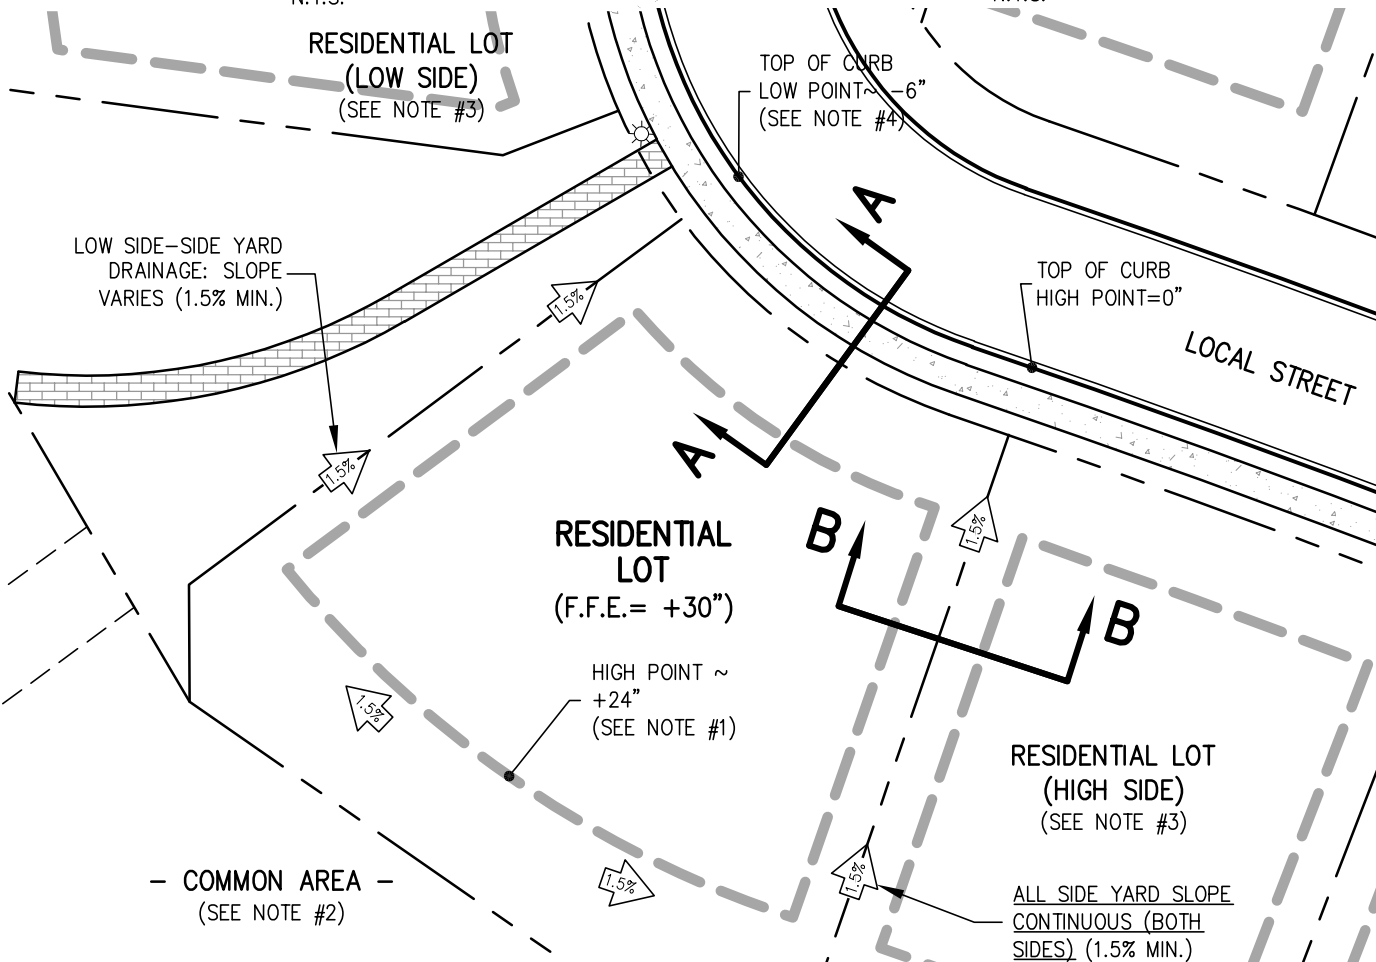 RESIDENTIAL LOT
(LOW SIDE)
(SEE NOTE #3)
TOP OF CURB
LOW POINT~ -6”
(SEE NOTE #4)
LOW SIDE-SIDE YARD
DRAINAGE: SLOPE
VARIES (1.5% MIN.)
A
TOP OF CURB
HIGH POINT=0”
LOCAL STREET
1.5%
1.5%
A
RESIDENTIAL
LOT
(F.F.E.= +30”)
B
1.5%
B
HIGH POINT ~
+24”
(SEE NOTE #1)
1.5%
RESIDENTIAL LOT
(HIGH SIDE)
(SEE NOTE #3)
- COMMON AREA -
(SEE NOTE #2)
1.5%
1.5%
ALL SIDE YARD SLOPE
CONTINUOUS (BOTH
SIDES) (1.5% MIN.)